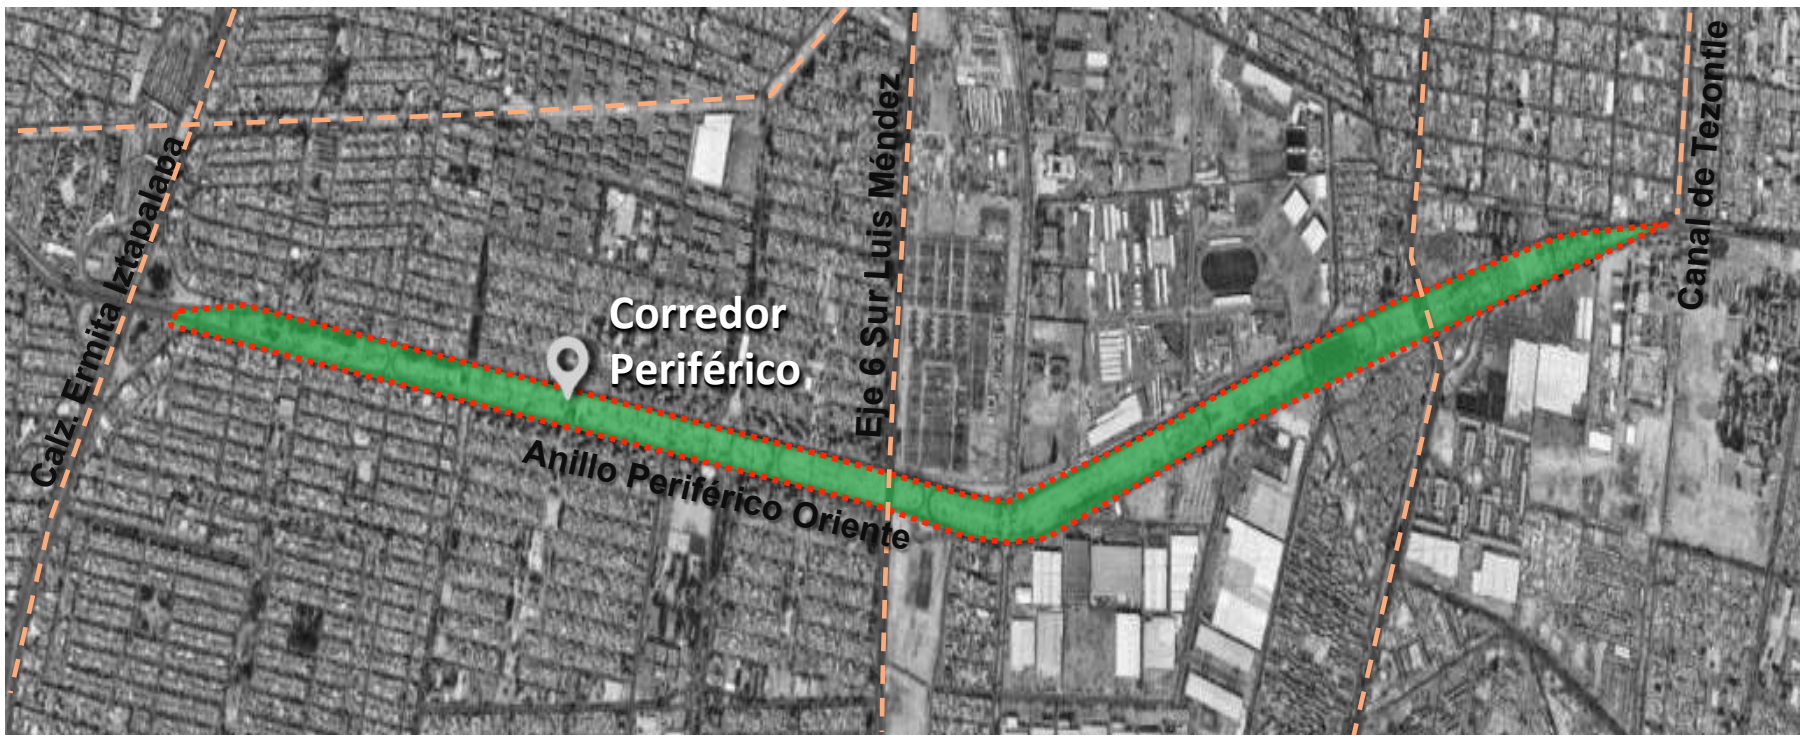 Calz. Ermita Iztapalapa
Corredor
Periférico
Anillo Periférico Oriente
Eje 6 Sur Luis Méndez
Canal de Tezontle